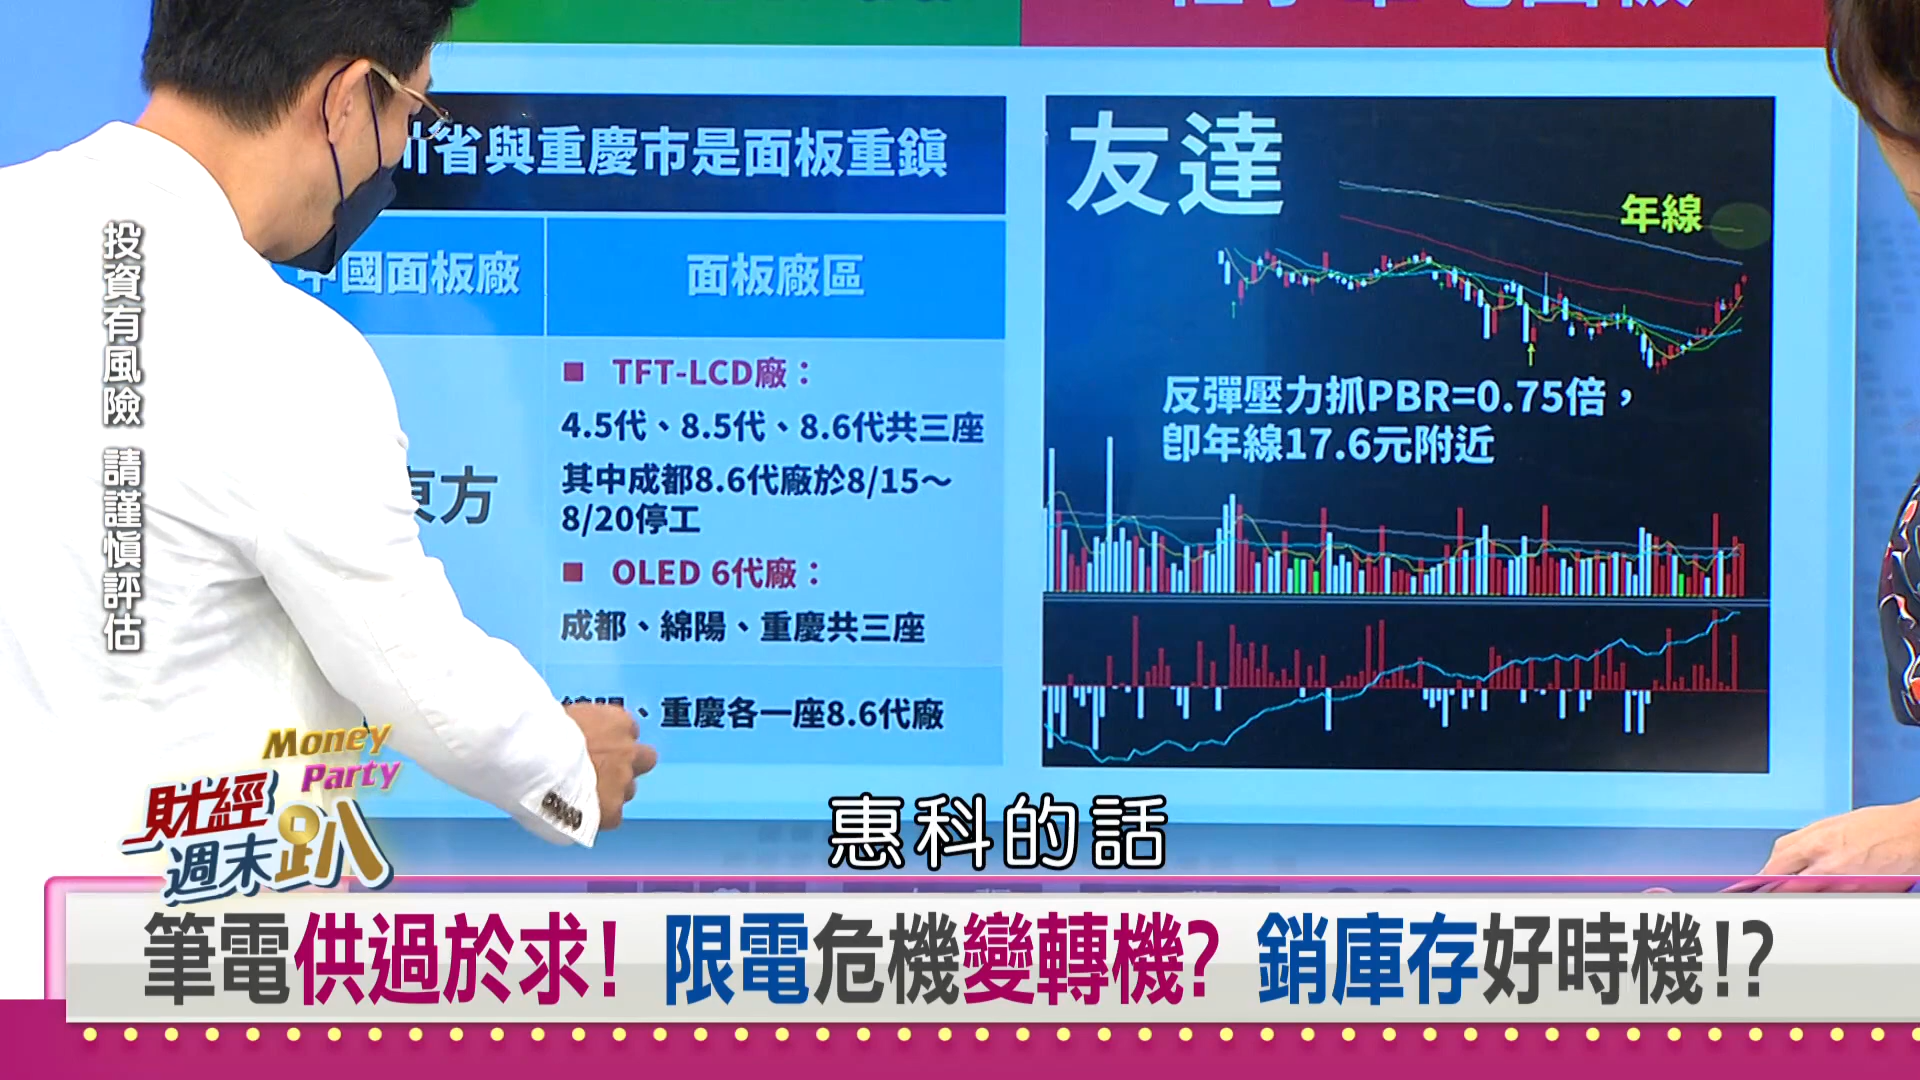 川省與重慶市是面板重鎮
中國面板廠
面板廠區
東方
TFT-LCD廠：
4.5代、8.5代、8.6代共三座
其中成都8.6代廠於8/15～
8/20停工
OLED 6代廠：
成都、綿陽、重慶共三座
綿陽、重慶各一座8.6代廠
友達
年線
反彈壓力抓PBR=0.75倍，
即年線17.6元附近
投資有風險 請謹慎評估
Money
Party
財經
週末趴
惠科的話
筆電供過於求！限電危機變轉機？銷庫存好時機！？